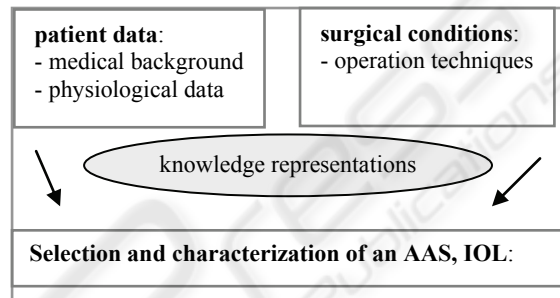 patient data:
- medical background
- physiological data
surgical conditions:
- operation techniques
knowledge representations
Selection and characterization of an AAS, IOL: